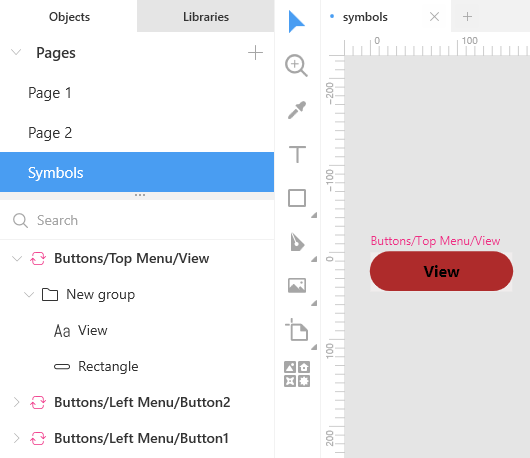 Objects
Libraries
symbols
Pages
Page 1
Page 2
Symbols
Search
Buttons/Top Menu/View
New group
Aa View
Rectangle
Buttons/Left Menu/Button2
Buttons/Left Menu/Button1
T
0
100
-200
-100
0
100
200
Buttons/Top Menu/View
View